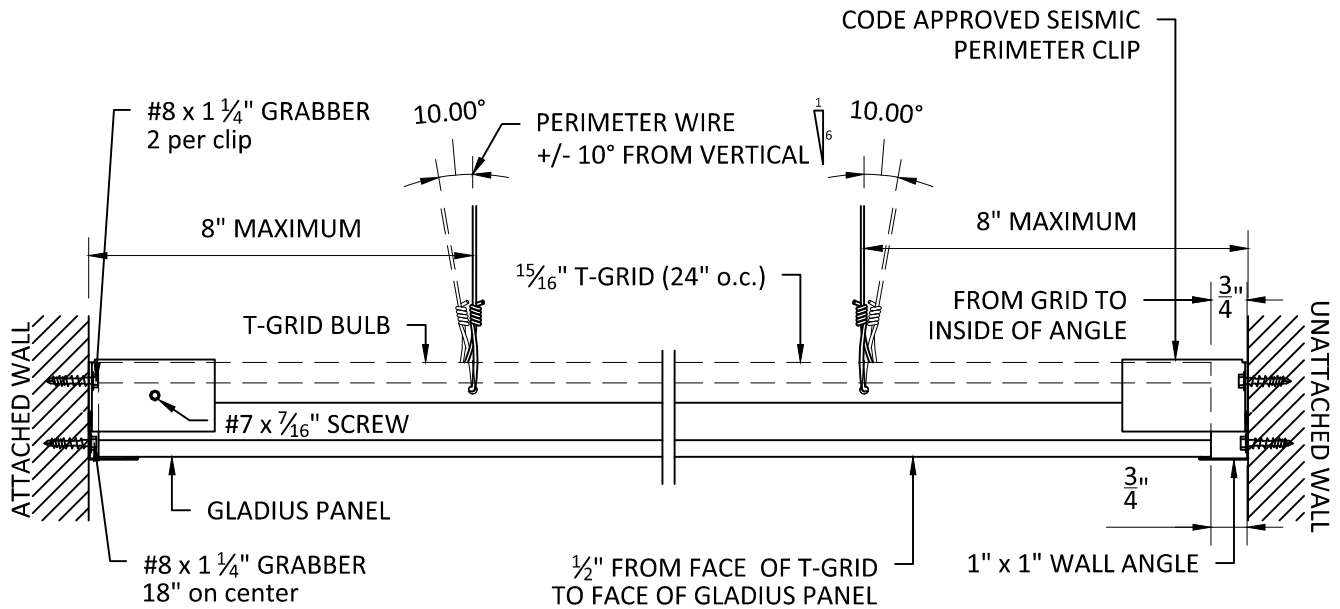 CODE APPROVED SEISMIC
PERIMETER CLIP
#8 x 1 ¼" GRABBER
2 per clip
10.00°
PERIMETER WIRE
+/- 10° FROM VERTICAL
1
6
10.00°
8" MAXIMUM
8" MAXIMUM
15⁄16" T-GRID (24" o.c.)
T-GRID BULB
FROM GRID TO
INSIDE OF ANGLE
3/4"
ATTACHED WALL
UNATTACHED WALL
#7 x 7⁄16" SCREW
GLADIUS PANEL
3/4"
#8 x 1 ¼" GRABBER
18" on center
½" FROM FACE OF T-GRID
TO FACE OF GLADIUS PANEL
1" x 1" WALL ANGLE